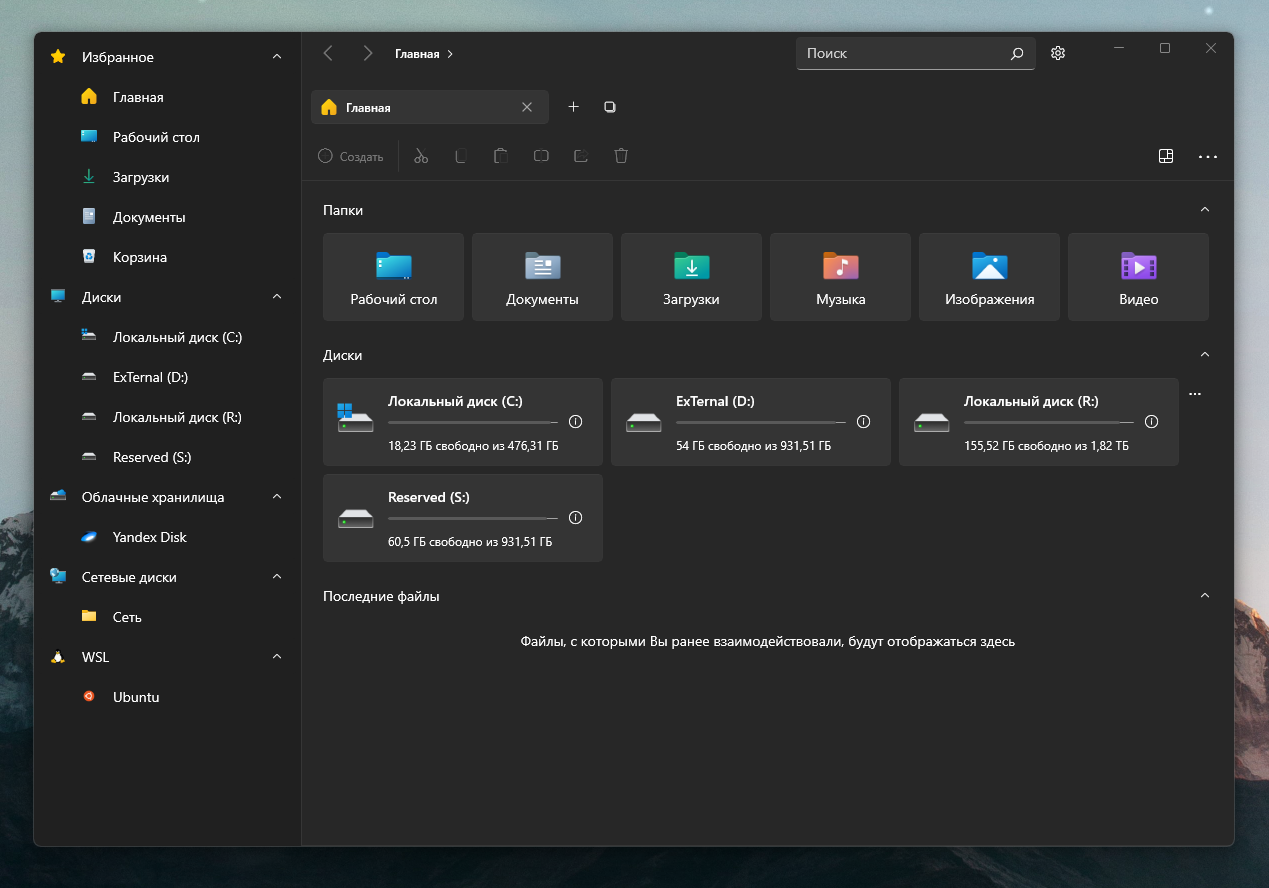 Избранное
Главная
Рабочий стол
Загрузки
Документы
Корзина
Диски
Локальный диск (C:)
ExTernal (D:)
Локальный диск (R:)
Reserved (S:)
Облачные хранилища
Yandex Disk
Сетевые диски
Сеть
WSL
Ubuntu
Главная
Поиск
Главная
Создать
Папки
Рабочий стол
Документы
Загрузки
Музыка
Изображения
Видео
Диски
Локальный диск (C:)
18,23 ГБ свободно из 476,31 ГБ
ExTernal (D:)
54 ГБ свободно из 931,51 ГБ
Локальный диск (R:)
155,52 ГБ свободно из 1,82 ТБ
Reserved (S:)
60,5 ГБ свободно из 931,51 ГБ
Последние файлы
Файлы, с которыми Вы ранее взаимодействовали, будут отображаться здесь